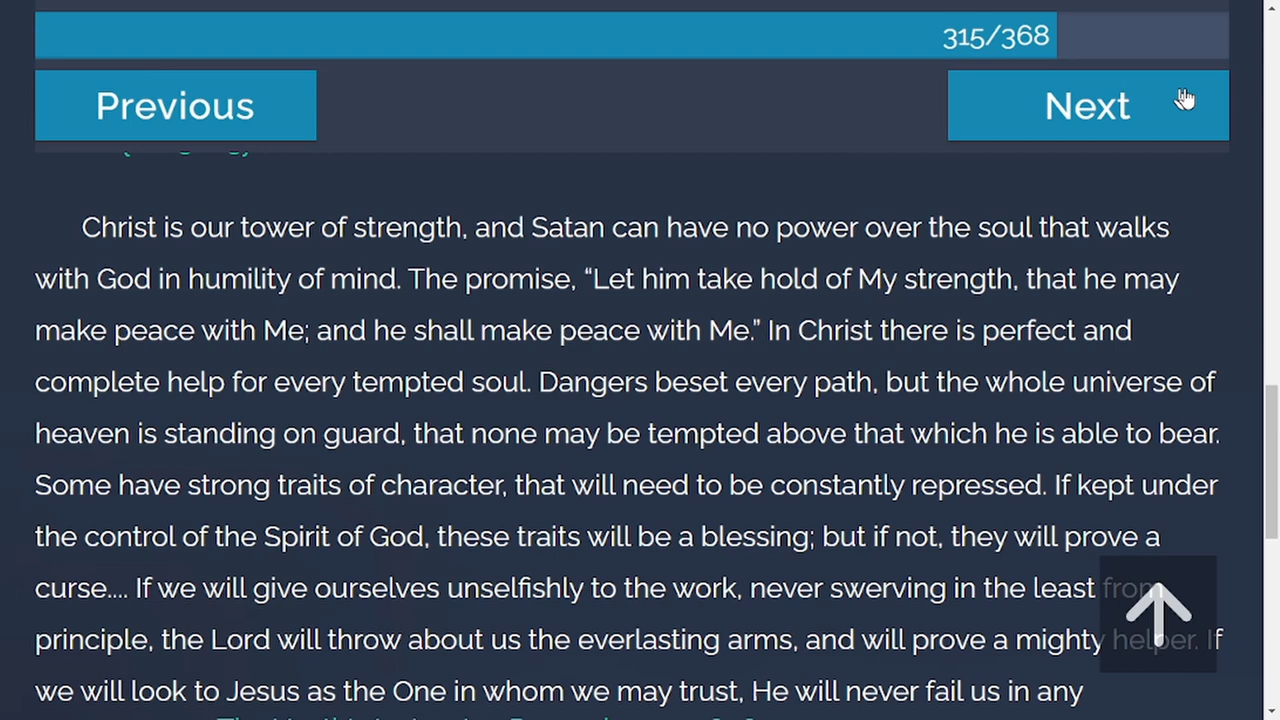 315/368
Previous
Next
Christ is our tower of strength, and Satan can have no power over the soul that walks
with God in humility of mind. The promise, “Let him take hold of My strength, that he may
make peace with Me; and he shall make peace with Me.” In Christ there is perfect and
complete help for every tempted soul. Dangers beset every path, but the whole universe of
heaven is standing on guard, that none may be tempted above that which he is able to bear.
Some have strong traits of character, that will need to be constantly repressed. If kept under
the control of the Spirit of God, these traits will be a blessing; but if not, they will prove a
curse.... If we will give ourselves unselfishly to the work, never swerving in the least from
principle, the Lord will throw about us the everlasting arms, and will prove a mighty helper. If
we will look to Jesus as the One in whom we may trust, He will never fail us in any